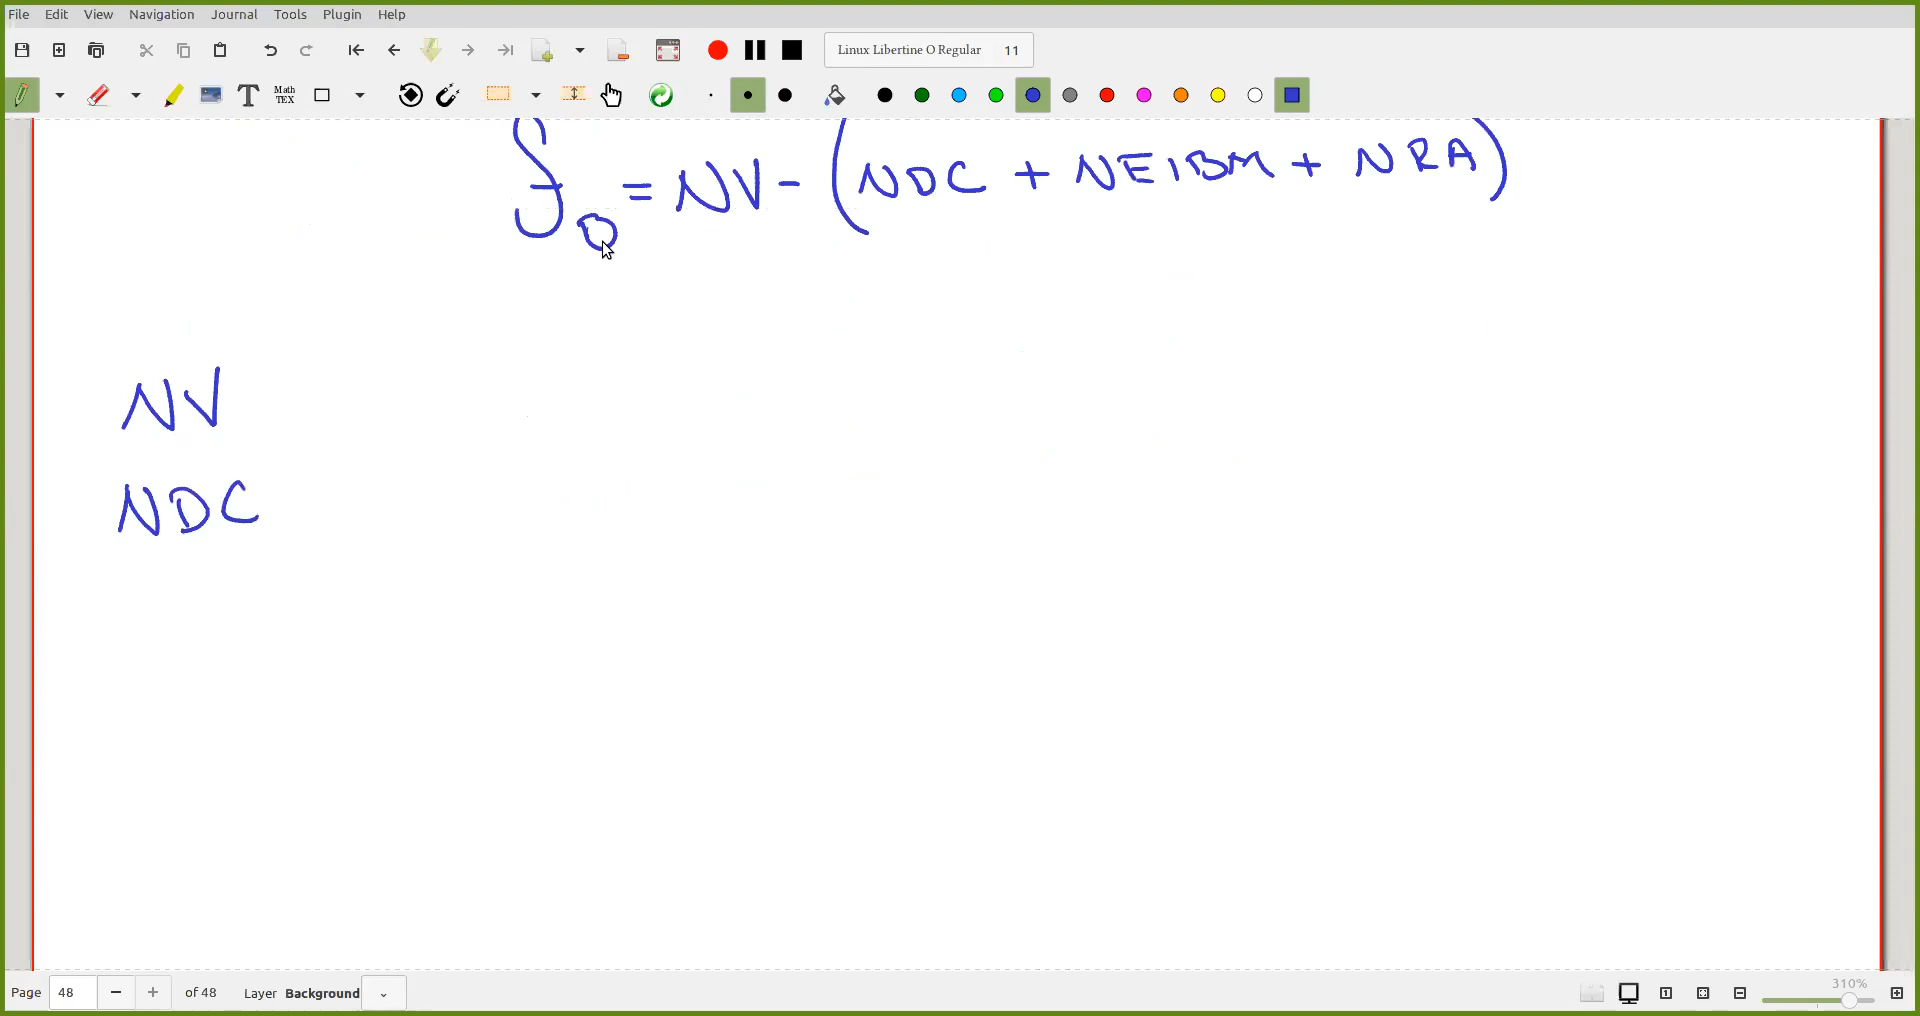 File Edit View Navigation Journal Tools Plugin Help
Linux Libertine O Regular 11
Math TEX
= NV - (NDC + NEIBM + NRA)
NV
NDC
Page 48 of 48 Layer Background 310%